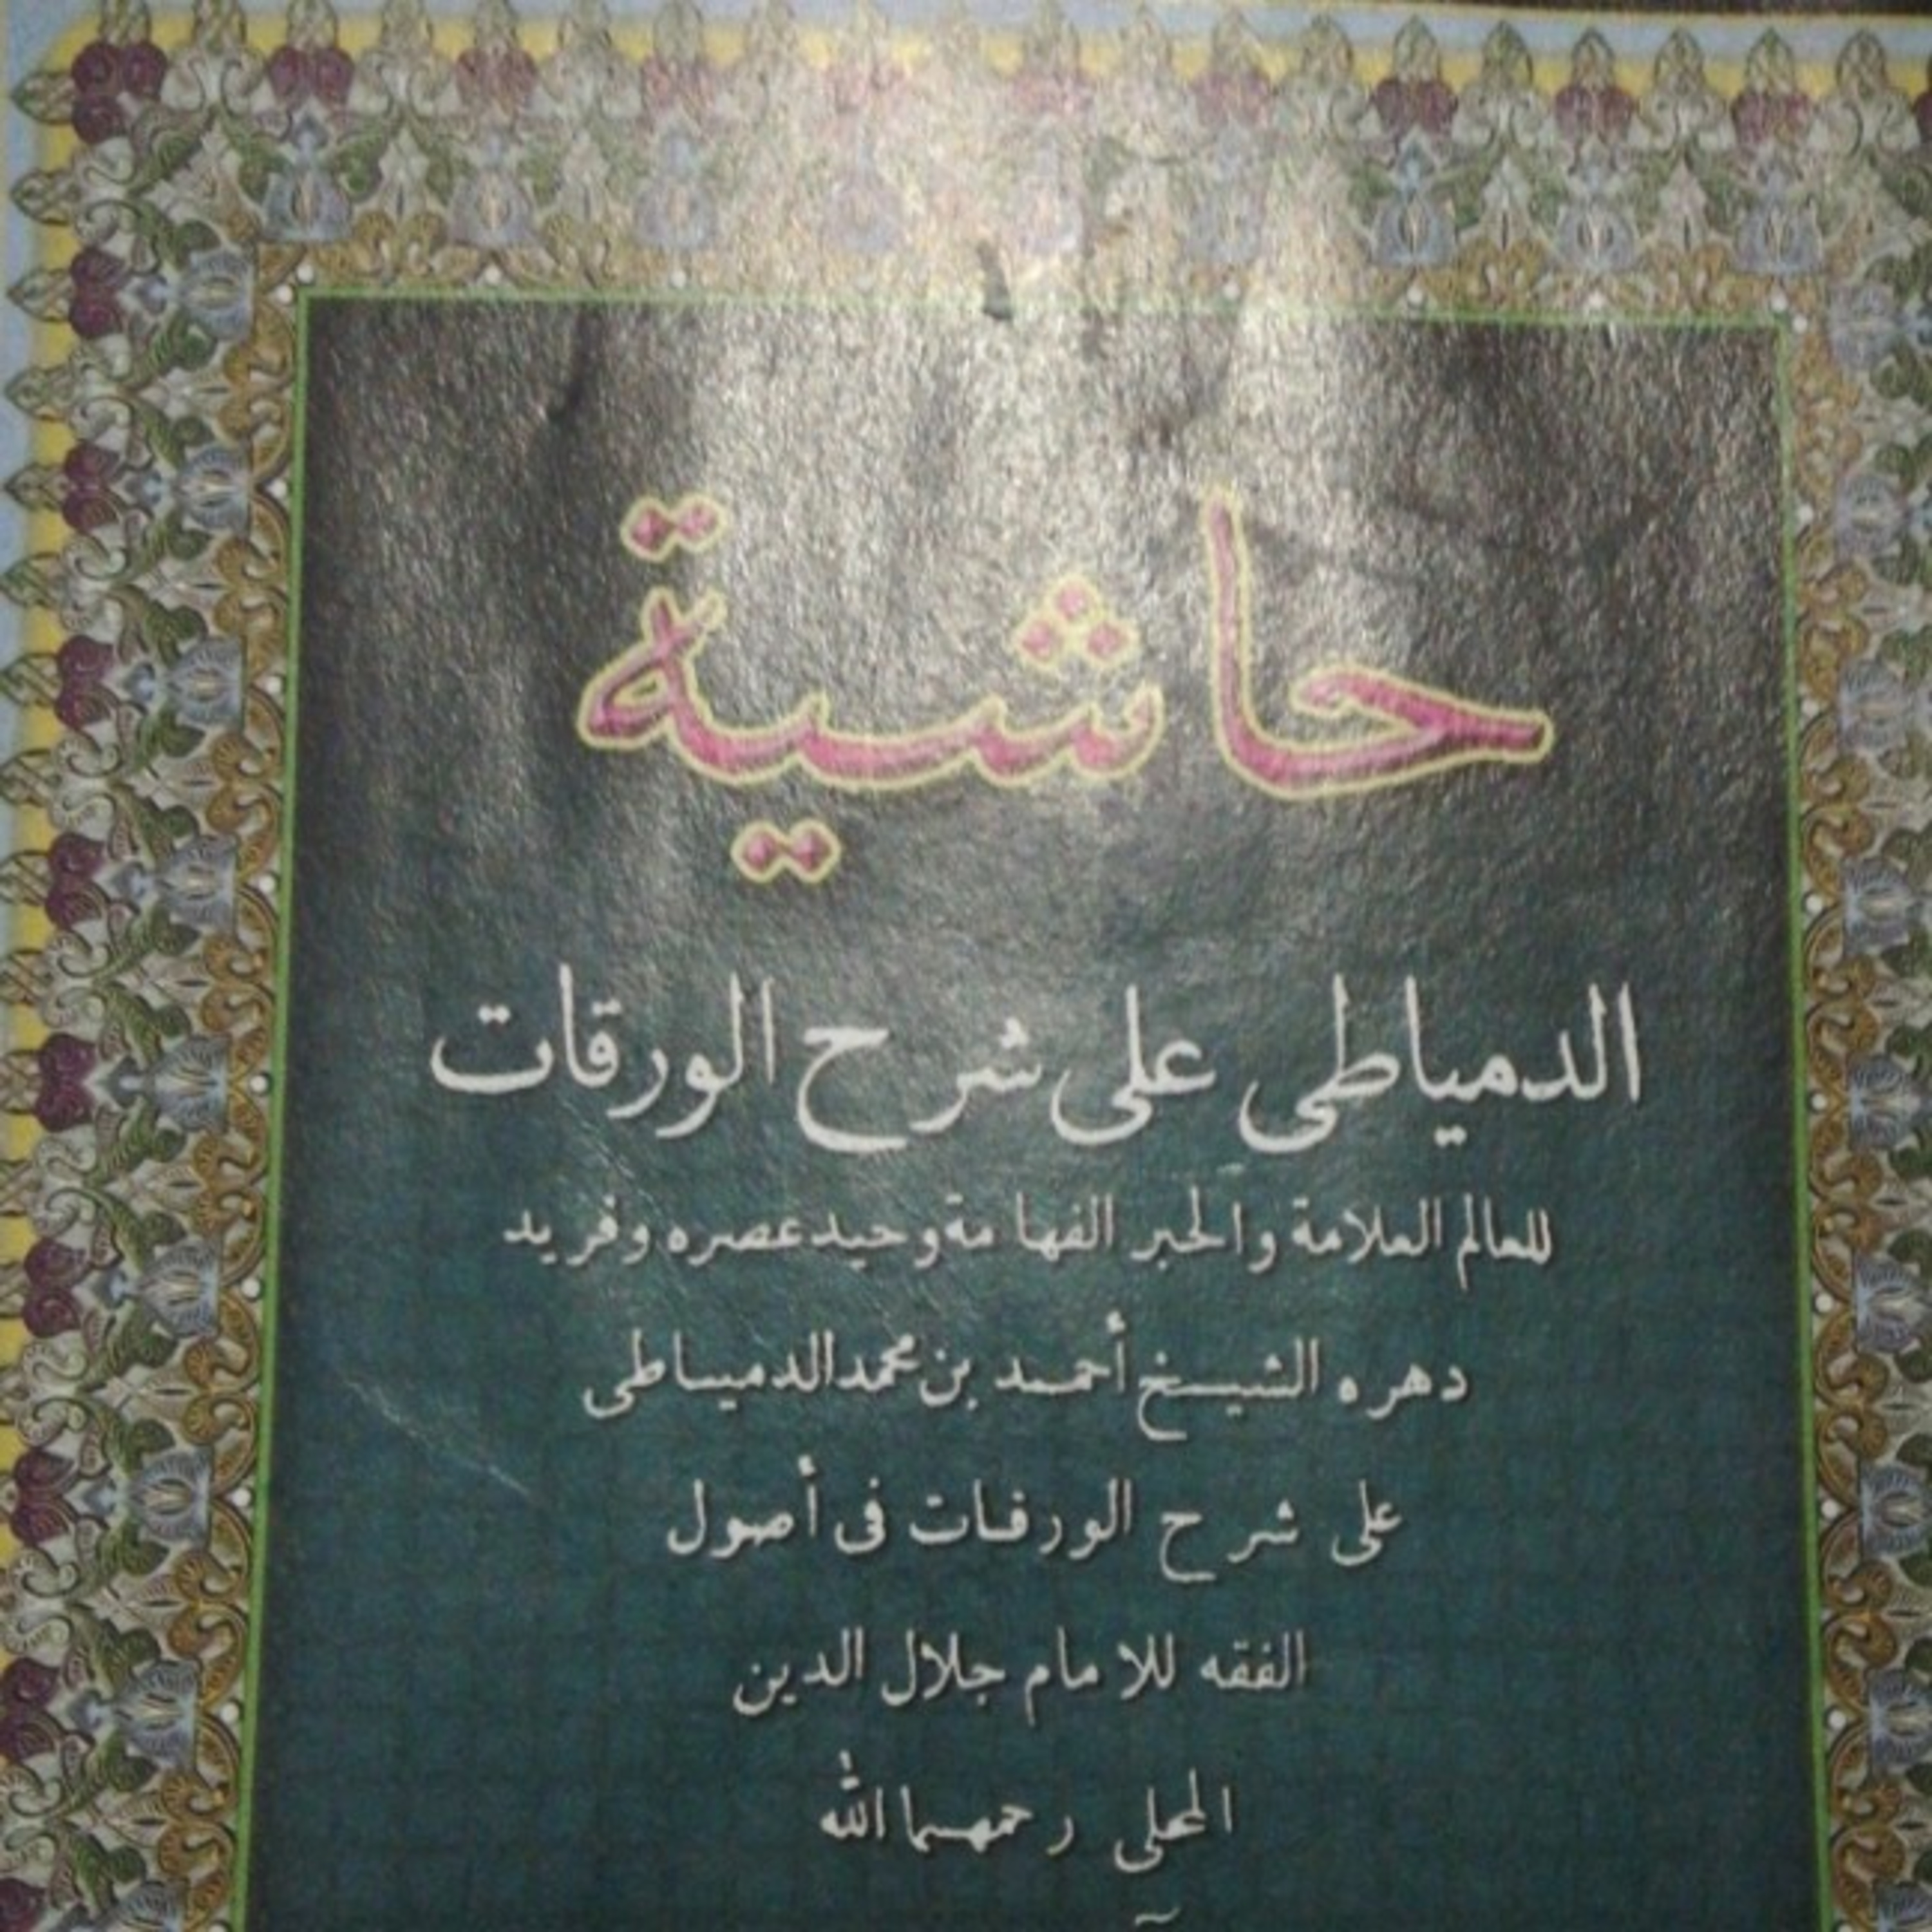 حاشية
الدمياطى على شرح الورقات
للعالم العلامة والحبر الفهامة وحيد عصره وفريد
دهره الشيخ أحمد بن محمد الدمياطى
على شرح الورقات فى أصول
الفقه للامام جلال الدين
المحلى رحمهما الله